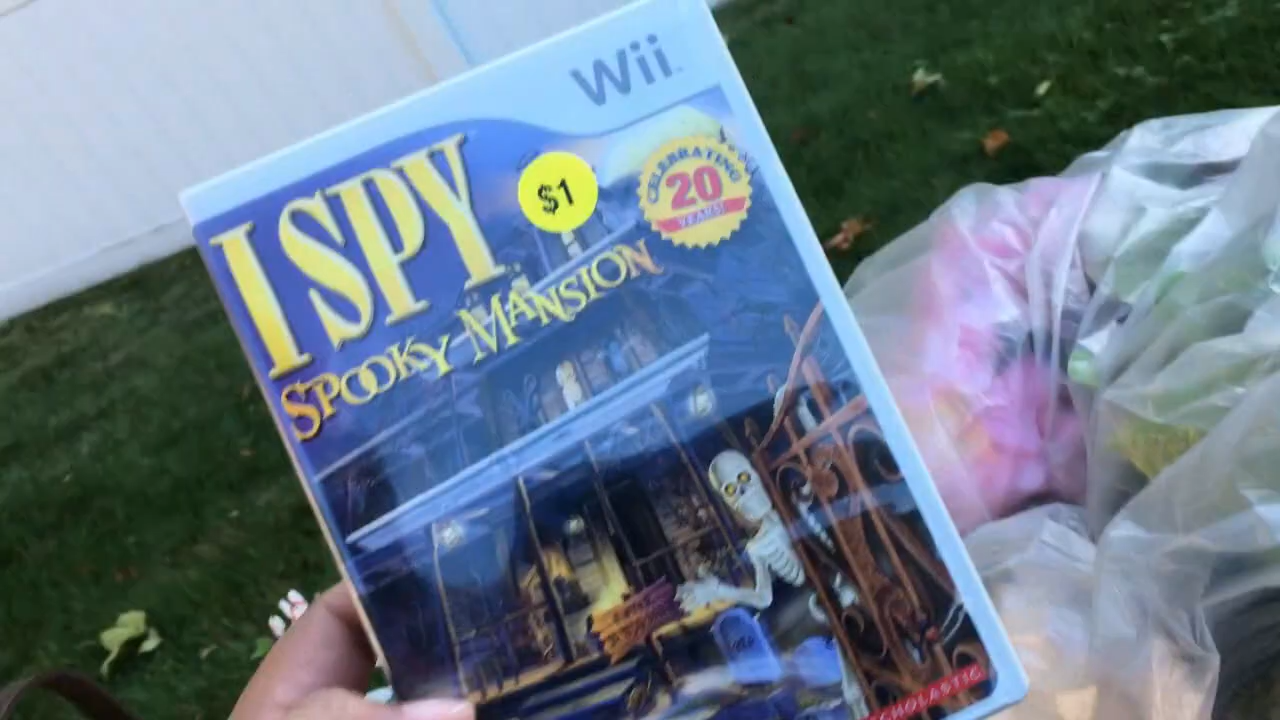 Wii
I SPY
$1
CELEBRATING
20
YEARS!
SPOOKY MANSION
SCHOLASTIC